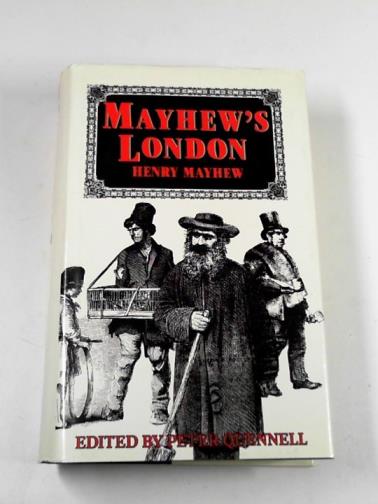 MAYHEW'S
LONDON
HENRY MAYHEW
EDITED BY PETER QUENNELL